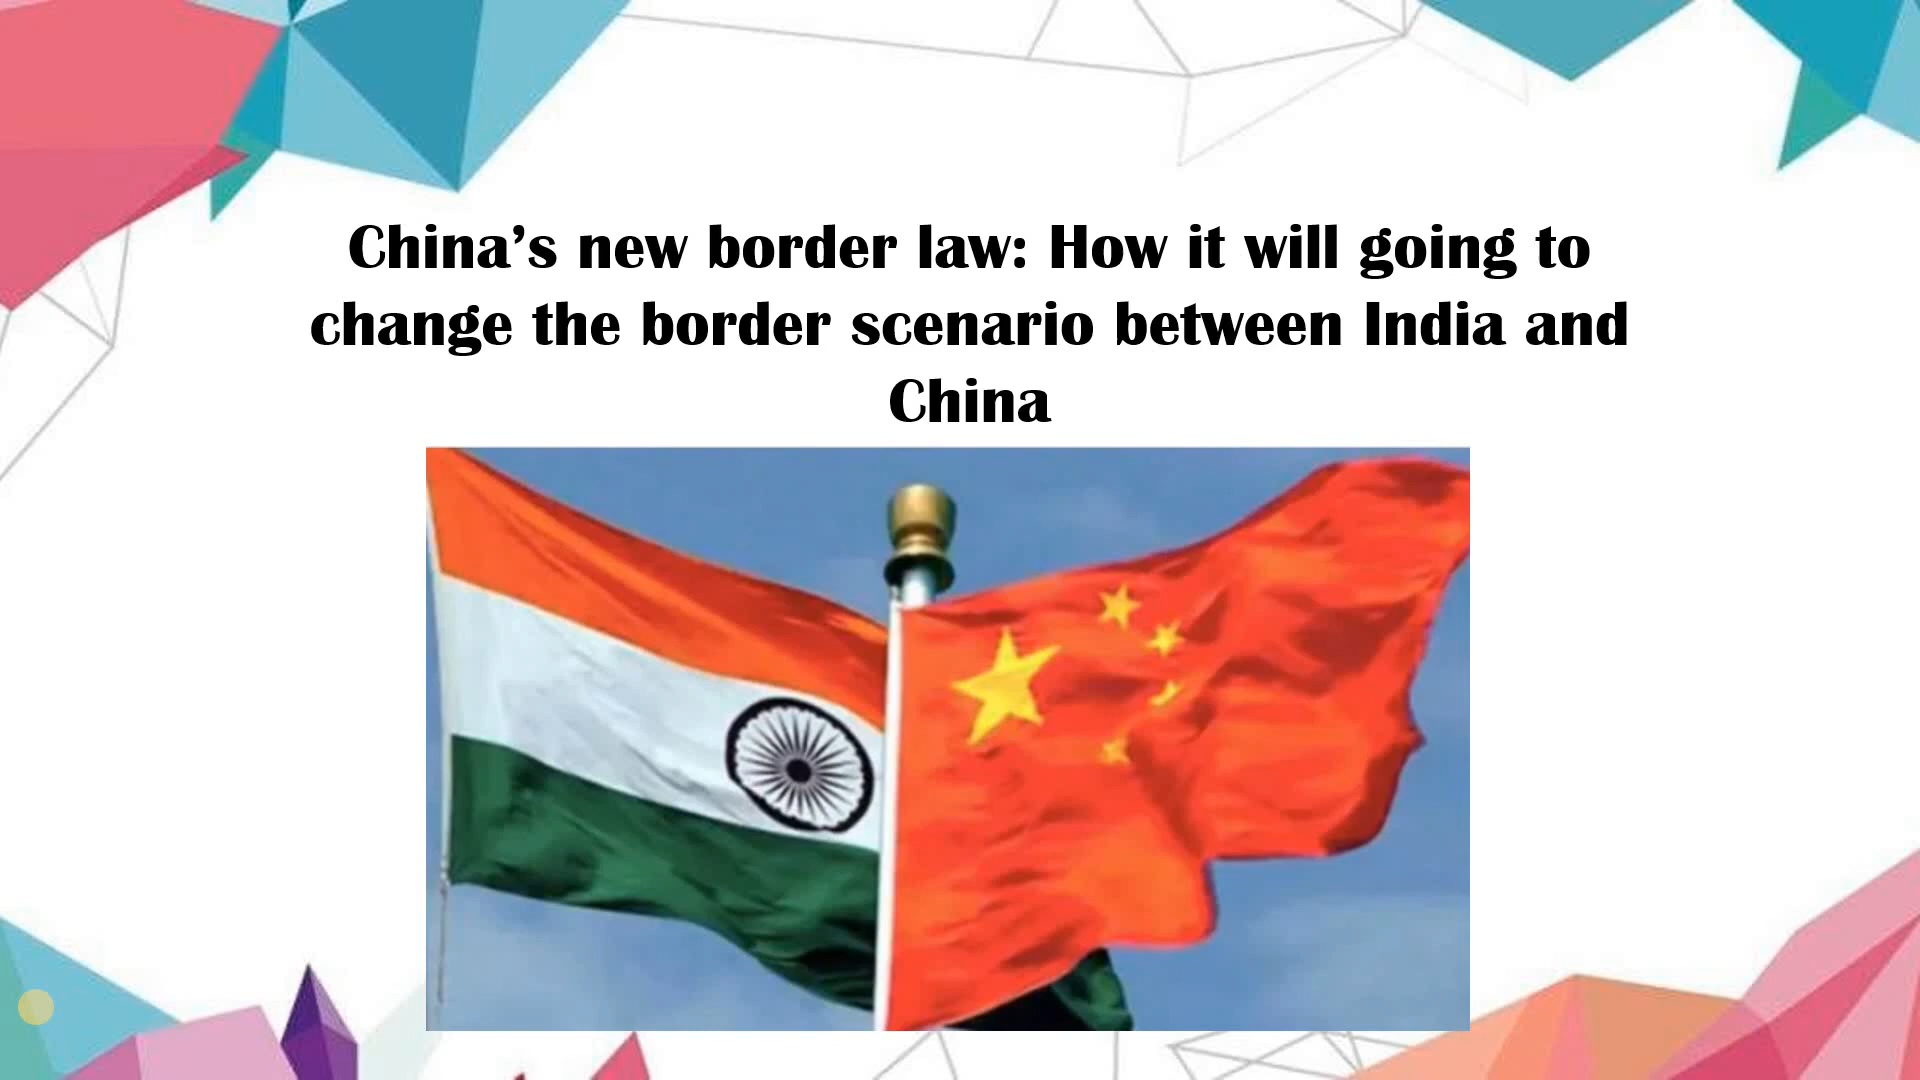 China’s new border law: How it will going to
change the border scenario between India and
China